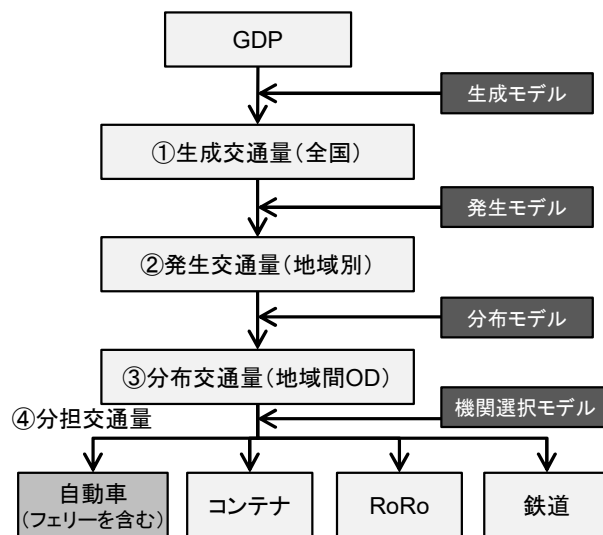 GDP
生成モデル
①生成交通量(全国)
発生モデル
②発生交通量(地域別)
分布モデル
③分布交通量(地域間OD)
④分担交通量
機関選択モデル
自動車
(フェリーを含む)
コンテナ
RoRo
鉄道